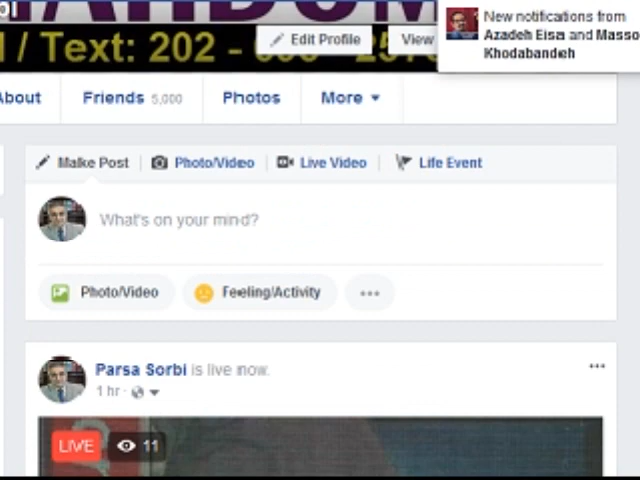 New notifications from
Azadeh Eisa and Masso
Khodabandeh
/ Text: 202 -
Edit Profile
View
About
Friends 5,000
Photos
More
Make Post
Photo/Video
Live Video
Life Event
What's on your mind?
Photo/Video
Feeling/Activity
Parsa Sorbi is live now.
1 hr
LIVE
11